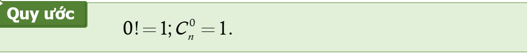 Quy ước
0! = 1; C_n^0 = 1.